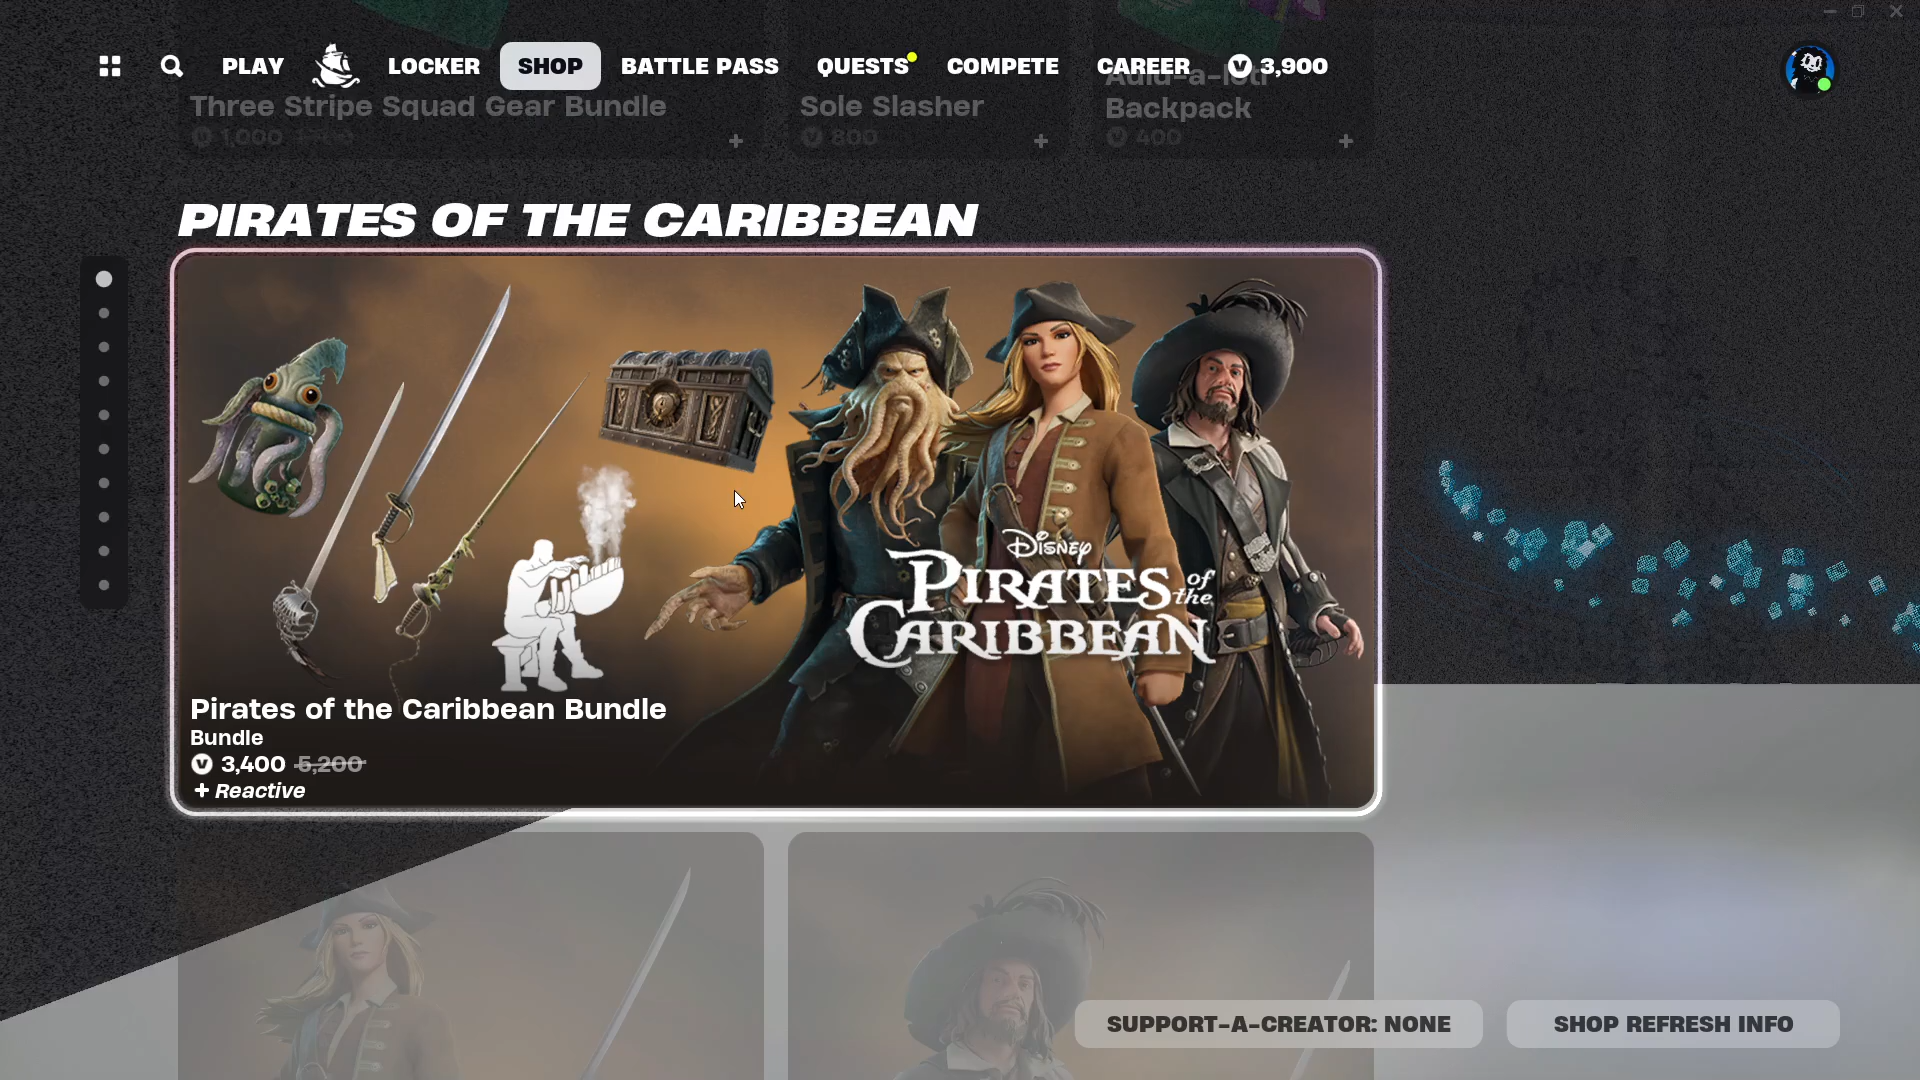 PLAY
LOCKER
SHOP
BATTLE PASS
QUESTS
COMPETE
CAREER
3,900
Three Stripe Squad Gear Bundle
1,000
Sole Slasher
800
Backpack
400
PIRATES OF THE CARIBBEAN
DISNEY
PIRATES of the
CARIBBEAN
Pirates of the Caribbean Bundle
Bundle
3,400 5,200
+ Reactive
SUPPORT-A-CREATOR: NONE
SHOP REFRESH INFO